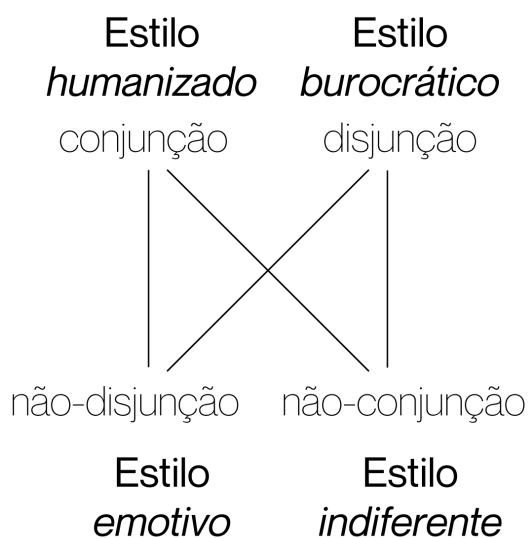 Estilo
humanizado
conjunção
Estilo
burocrático
disjunção
não-disjunção
Estilo
emotivo
não-conjunção
Estilo
indiferente